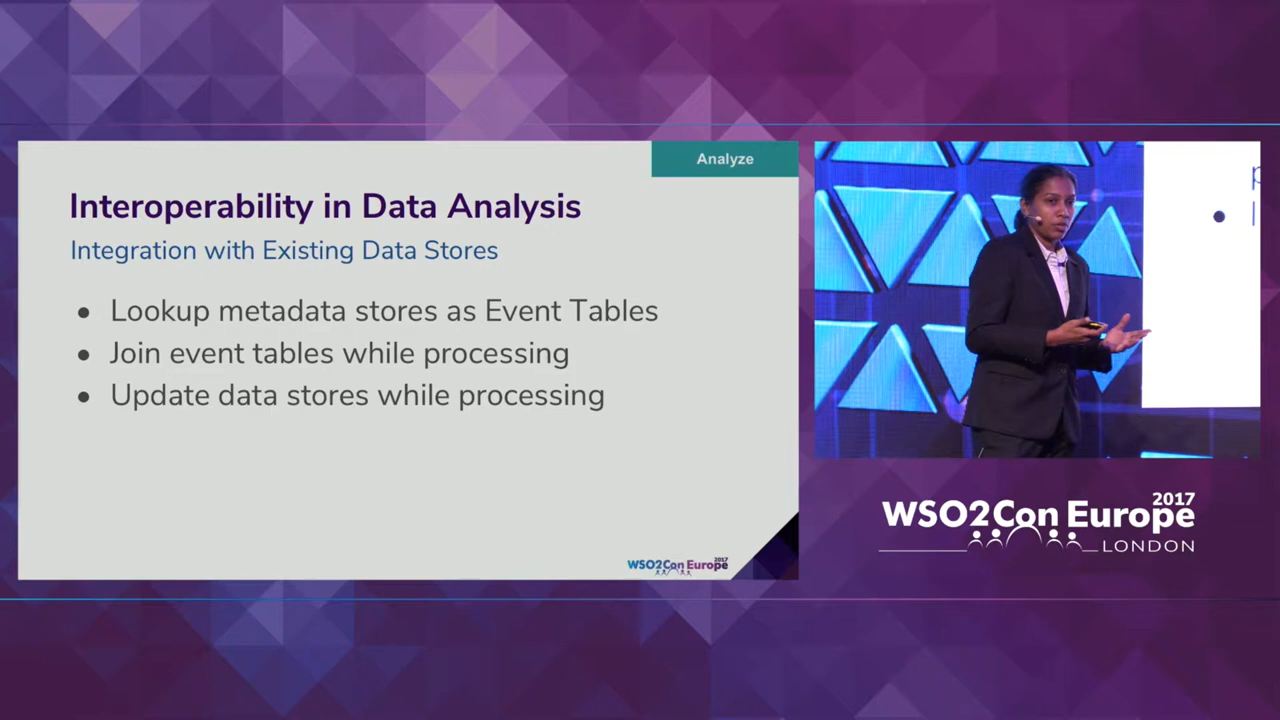 Analyze
Interoperability in Data Analysis
Integration with Existing Data Stores
● Lookup metadata stores as Event Tables
● Join event tables while processing
● Update data stores while processing
WSO2Con Europe 2017
WSO2Con Europe 2017
LONDON